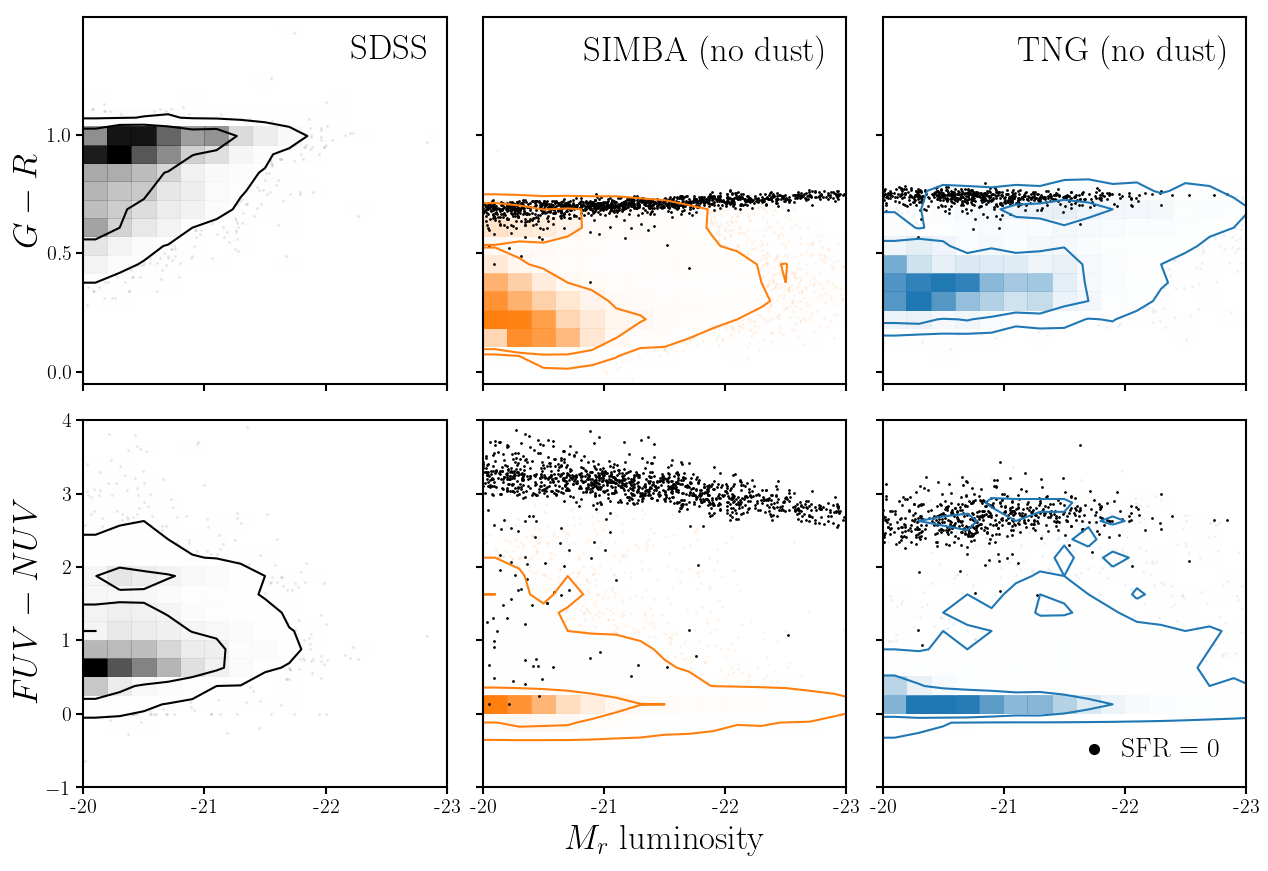 SDSS
SIMBA (no dust)
TNG (no dust)
G − R
1.0
0.5
0.0
FUV − NUV
4
3
2
1
0
−1
SFR = 0
-20 -21 -22 -23
-20 -21 -22 -23
-20 -21 -22 -23
M_r luminosity